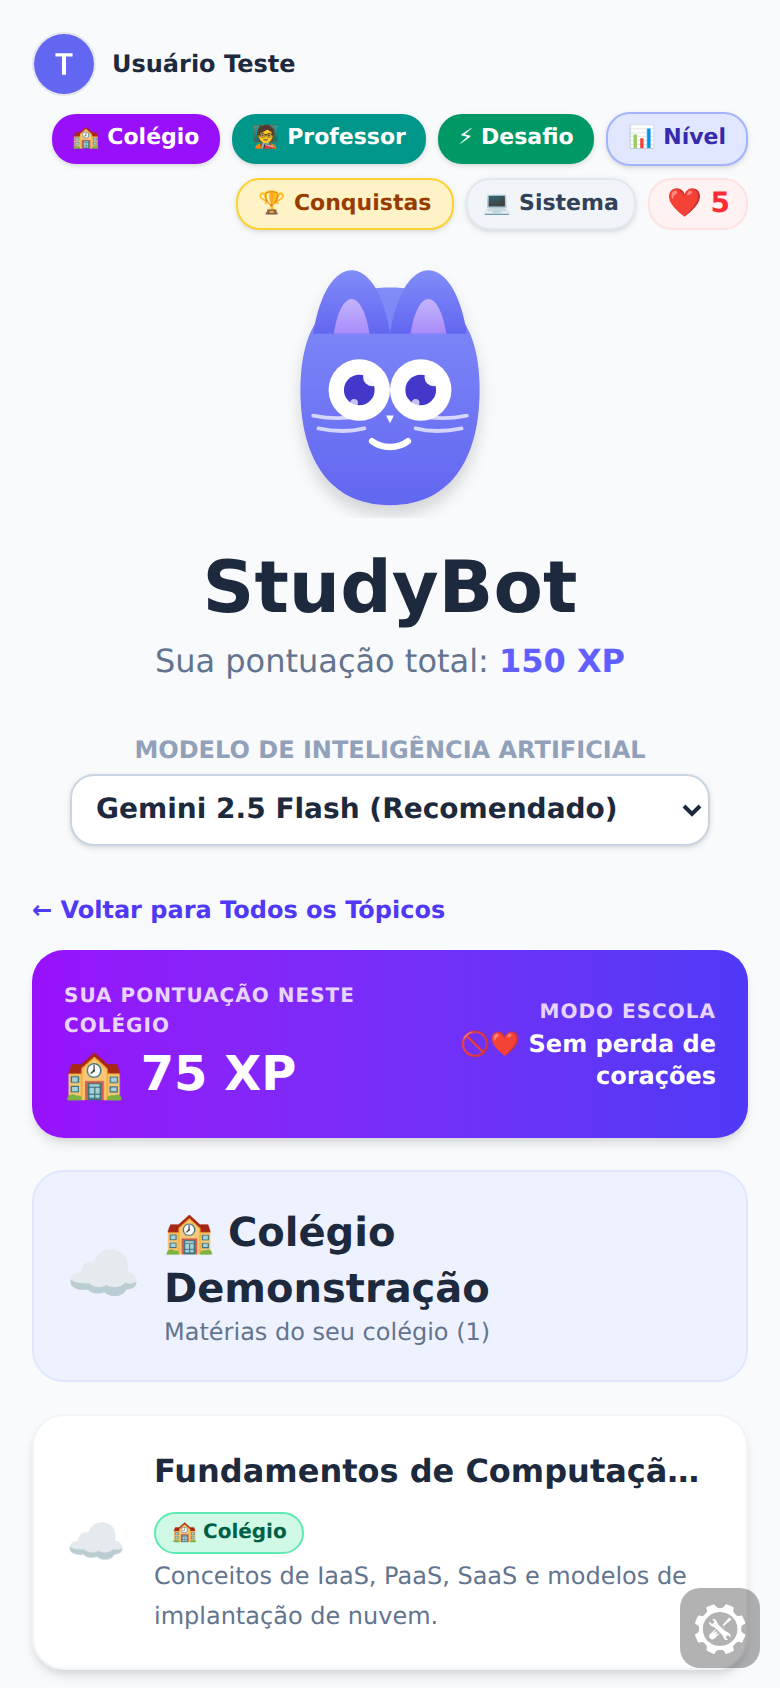 T
Usuário Teste
🏫 Colégio
🧑‍🏫 Professor
⚡ Desafio
📊 Nível
🏆 Conquistas
💻 Sistema
❤️ 5
StudyBot
Sua pontuação total: 150 XP
MODELO DE INTELIGÊNCIA ARTIFICIAL
Gemini 2.5 Flash (Recomendado)
← Voltar para Todos os Tópicos
SUA PONTUAÇÃO NESTE
COLÉGIO
🏫 75 XP
MODO ESCOLA
🚫❤️ Sem perda de
corações
🏫 Colégio
Demonstração
Matérias do seu colégio (1)
Fundamentos de Computaçã...
🏫 Colégio
Conceitos de IaaS, PaaS, SaaS e modelos de
implantação de nuvem.